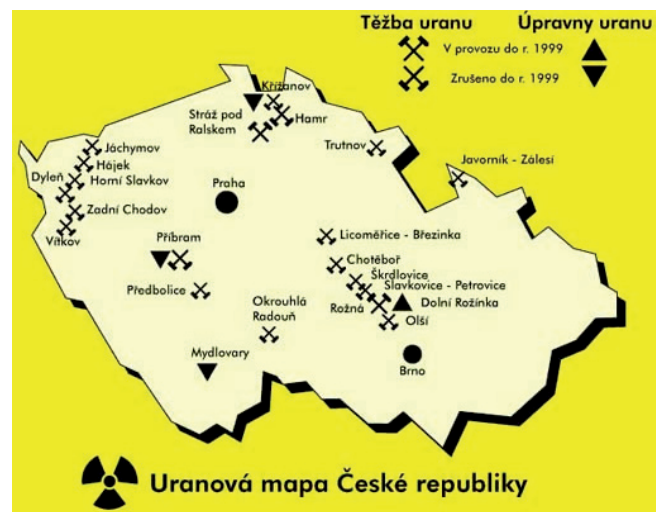 Těžba uranu
Úpravny uranu
V provozu do r. 1999
Zrušeno do r. 1999
Křížanov
Hamr
Stráž pod
Ralskem
Trutnov
Javorník - Zálesí
Jáchymov
Hájek
Dyleň
Horní Slavkov
Zadní Chodov
Vítkov
Praha
Příbram
Předbolice
Licoměřice - Březinka
Chotěboř
Škrdlovice
Slavkovice - Petrovice
Rožná
Dolní Rožínka
Olší
Okrouhlá
Radouň
Mydlovary
Brno
Uranová mapa České republiky